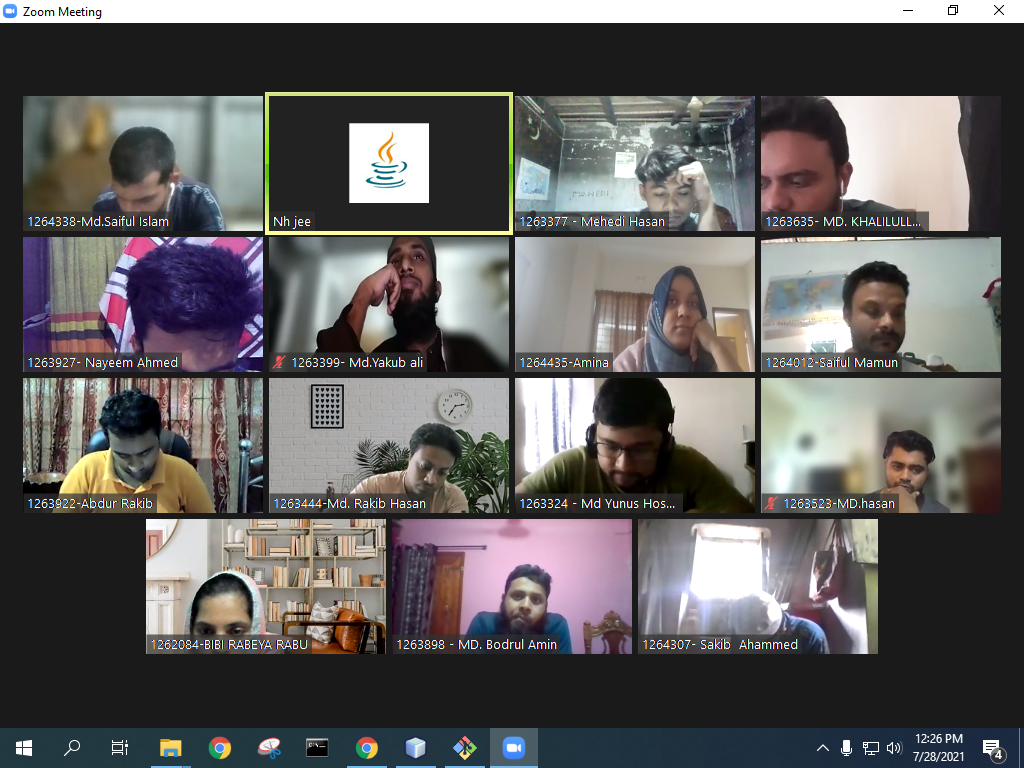 Zoom Meeting
1264338-Md.Saiful Islam
Nh jee
1263377 - Mehedi Hasan
1263635- MD. KHALILULL...
1263927- Nayeem Ahmed
1263399- Md.Yakub ali
1264435-Amina
1264012-Saiful Mamun
1263922-Abdur Rakib
1263444-Md. Rakib Hasan
1263324 - Md Yunus Hos...
1263523-MD.hasan
1262084-BIBI RABEYA RABU
1263898 - MD. Bodrul Amin
1264307- Sakib Ahammed
12:26 PM
7/28/2021
4